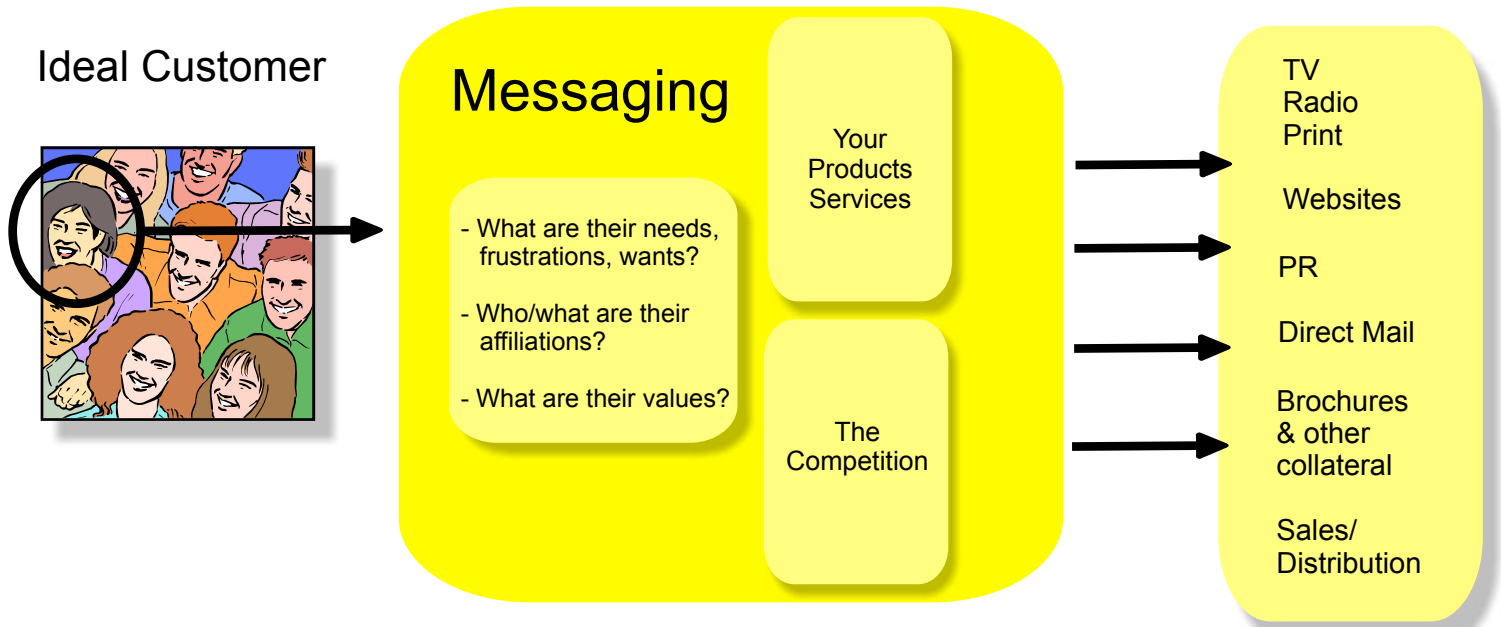 Ideal Customer
Messaging
- What are their needs,
frustrations, wants?
- Who/what are their
affiliations?
- What are their values?
Your
Products
Services
The
Competition
TV
Radio
Print
Websites
PR
Direct Mail
Brochures
& other
collateral
Sales/
Distribution